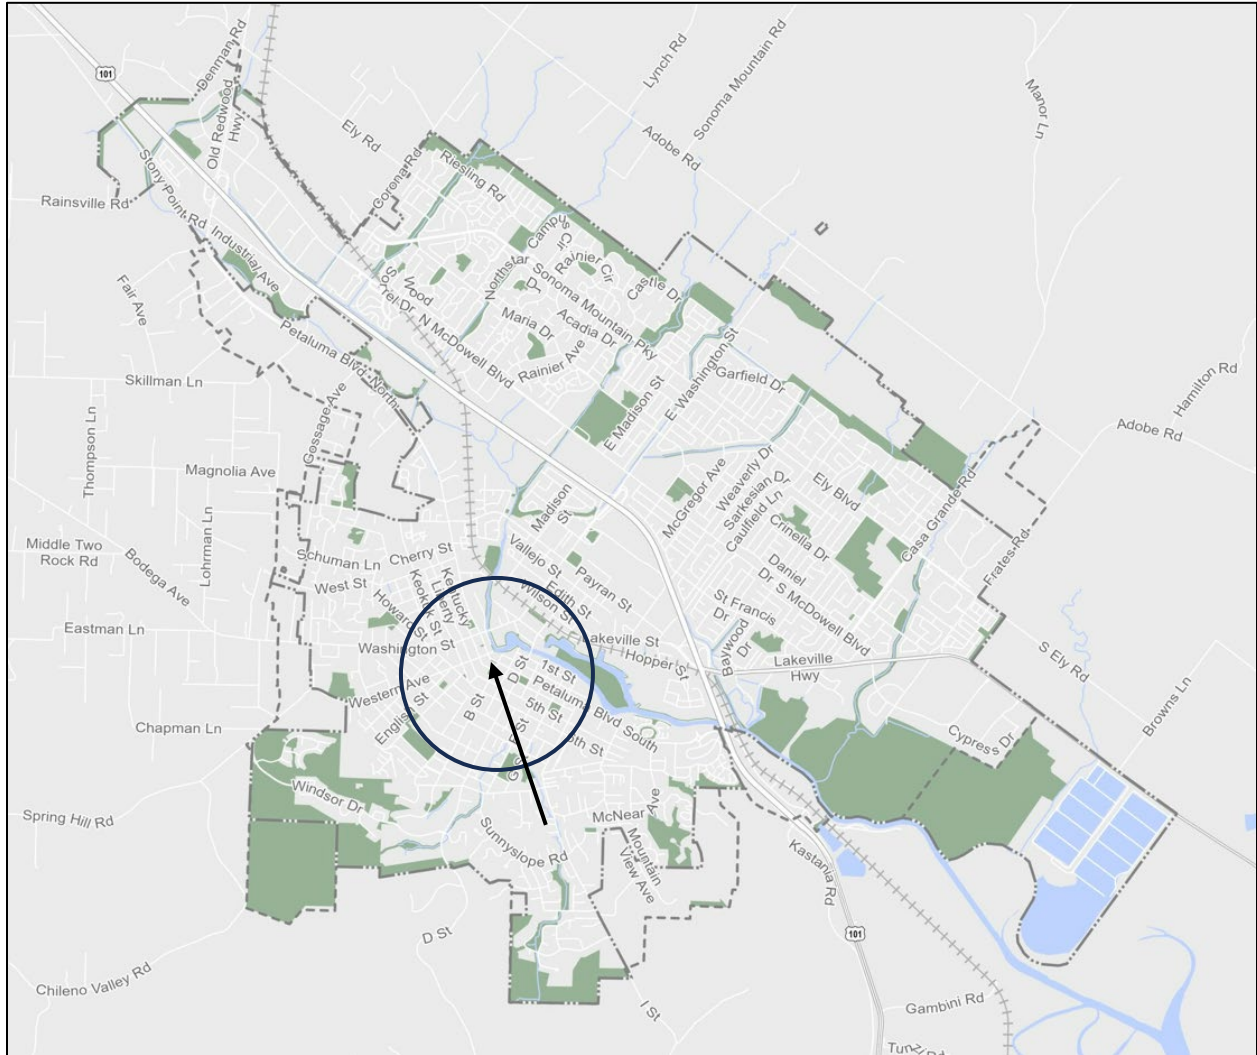 Denman Rd
Lynch Rd
Sonoma Mountain Rd
Manor Ln
101
Old Redwood
Hwy
Ely Rd
Adobe Rd
Corona Rd
Riesling Rd
Stony Point Rd
Rainsville Rd
Industrial Ave
Campus
Cir
Rainier Cir
Northstar
Dr
Sonoma Mountain Pky
Castle Dr
Wood
Sorrel Dr
Fair Ave
N McDowell Blvd
Maria Dr
Acadia Dr
Rainier Ave
Petaluma Blvd North
E Washington St
Garfield Dr
Hamilton Rd
Skillman Ln
Gossage Ave
E Madison St
Adobe Rd
Thompson Ln
Magnolia Ave
McGregor Ave
Weaverly Dr
Sarkesian Dr
Caulfield Ln
Ely Blvd
Crinella Dr
Casa Grande Rd
Madison
St
Lohrman Ln
Middle Two
Rock Rd
Bodega Ave
Schuman Ln
Cherry St
Vallejo St
Payran St
Daniel
Dr
Frates Rd
West St
Kentucky
Liberty
Keokuk St
Howard St
Edith St
Wilson St
St Francis
Dr
S McDowell Blvd
Eastman Ln
Washington St
E
Lakeville St
Hopper St
Baywood
Dr
Lakeville
Hwy
S Ely Rd
Western Ave
English St
B St
D St
1st St
Petaluma Blvd South
5th St
8th St
F St
G St
Browns Ln
Chapman Ln
Cypress Dr
Windsor Dr
Spring Hill Rd
McNear Ave
Sunnyslope Rd
Mountain
View Ave
Kastania Rd
D St
101
Chileno Valley Rd
I St
Gambini Rd